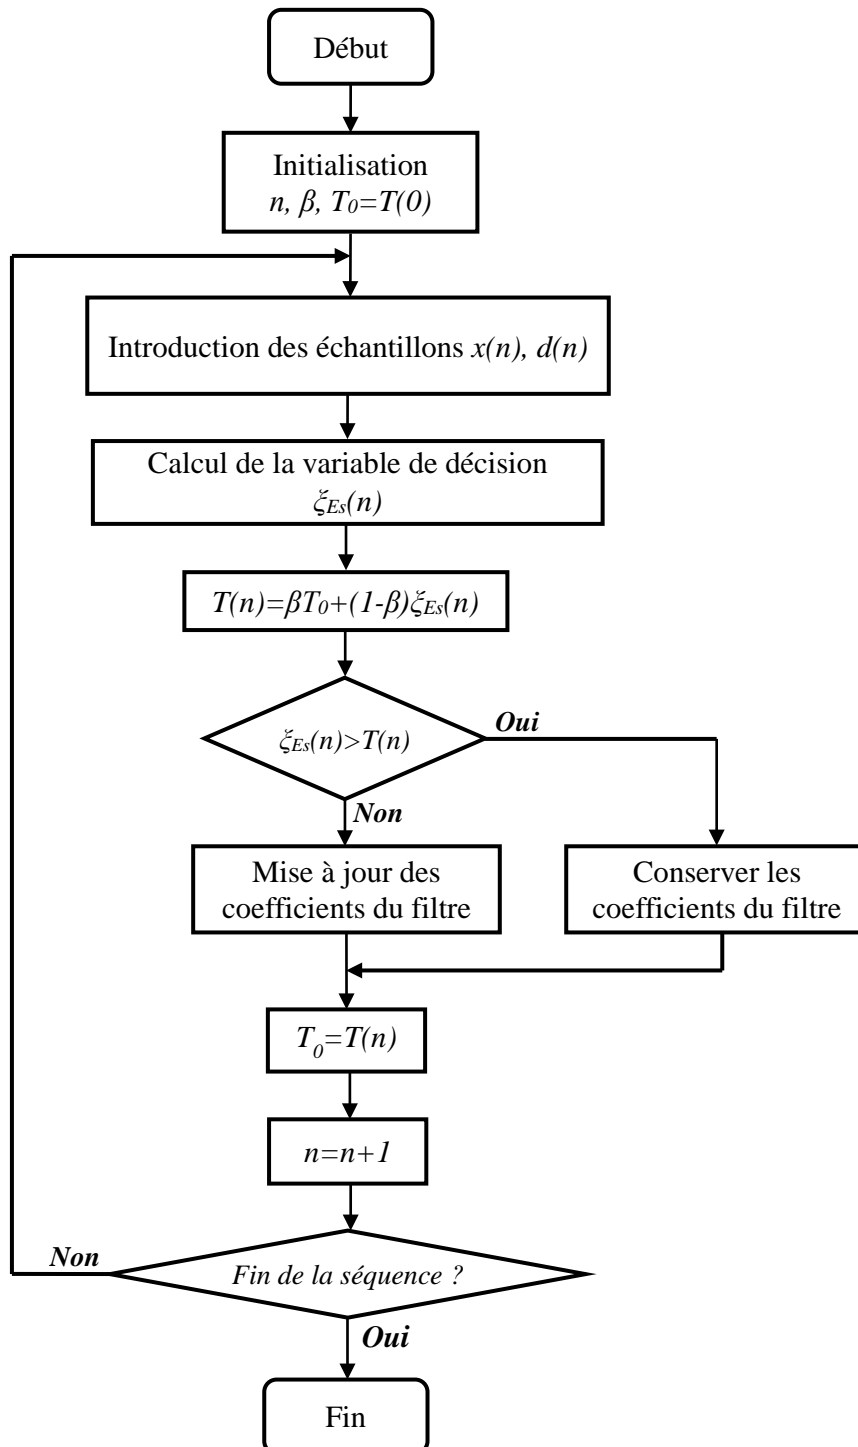 Début
Initialisation
n, β, T₀=T(0)
Introduction des échantillons x(n), d(n)
Calcul de la variable de décision
ξEs(n)
T(n)=βT₀+(1-β)ξEs(n)
ξEs(n)>T(n)
Oui
Non
Mise à jour des
coefficients du filtre
Conserver les
coefficients du filtre
T₀=T(n)
n=n+1
Non
Fin de la séquence ?
Oui
Fin